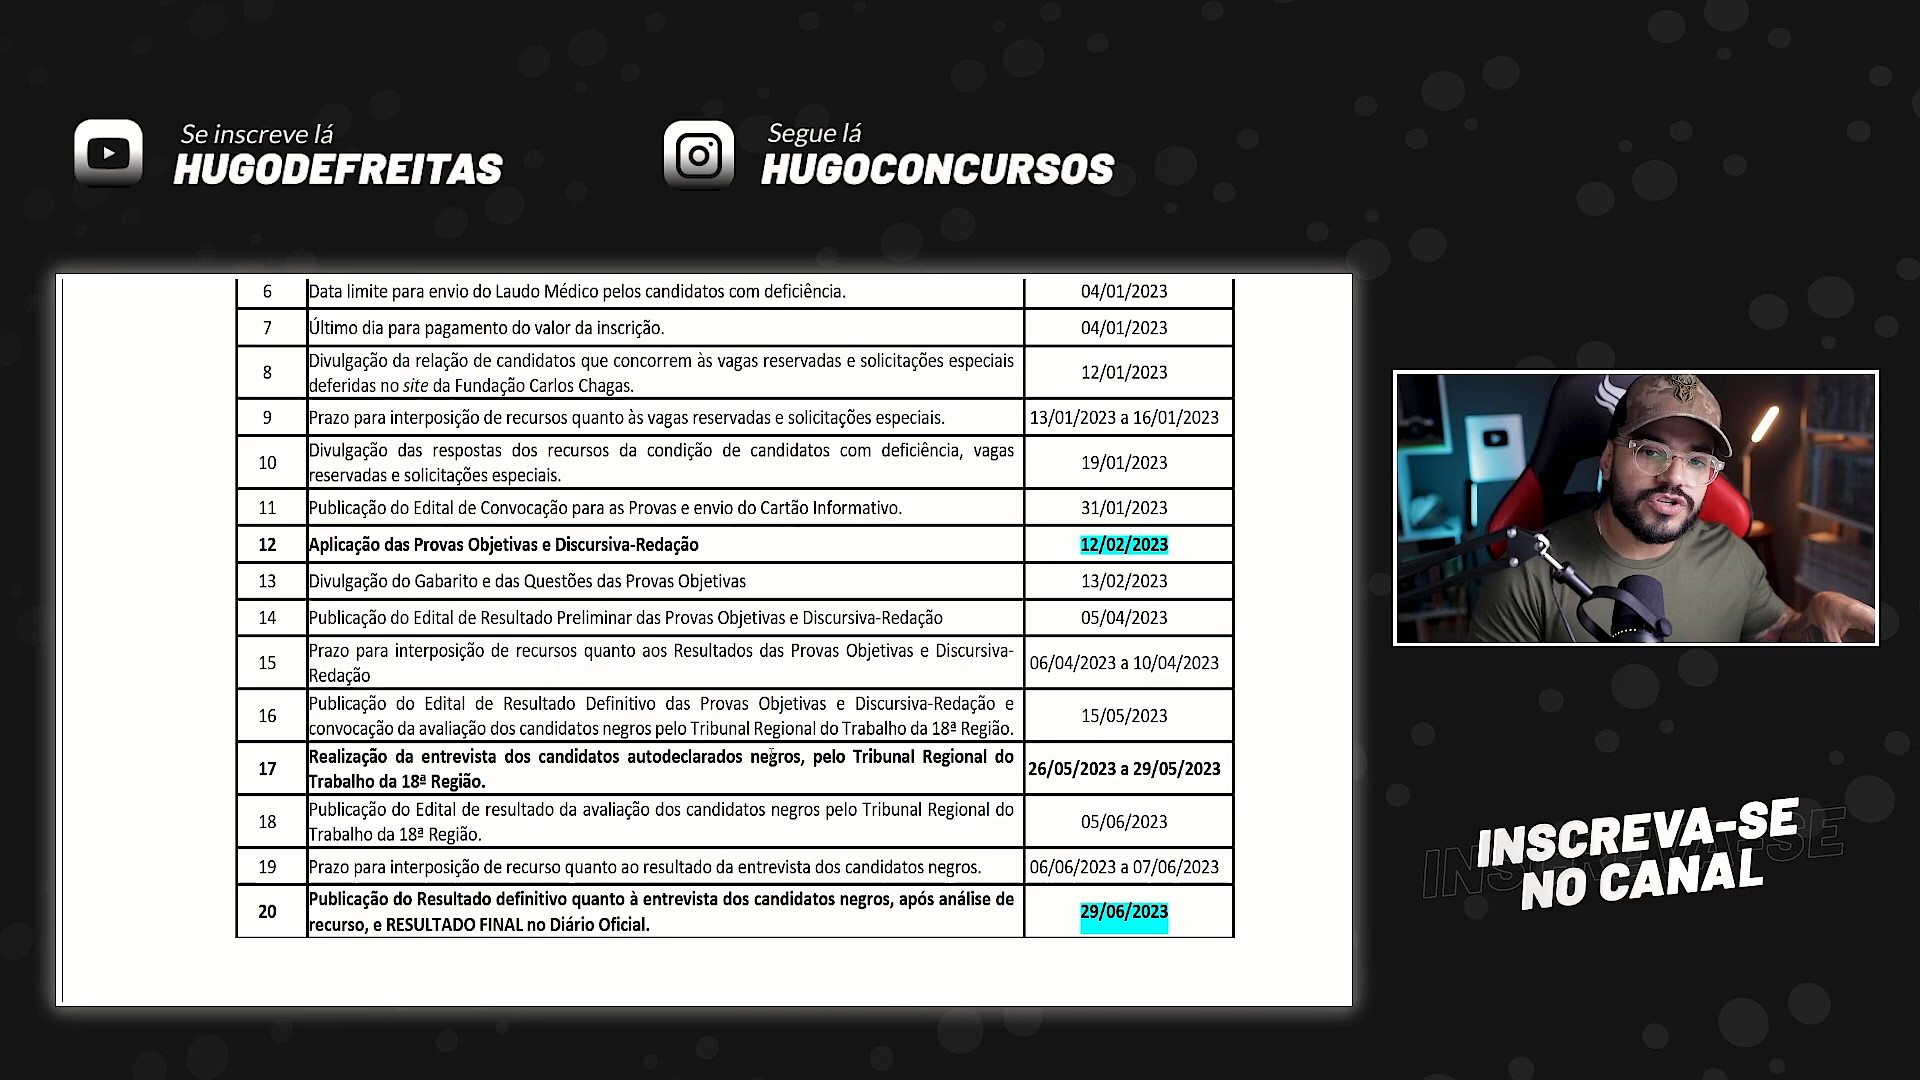 Se inscreve lá
HUGODEFREITAS
Segue lá
HUGOCONCURSOS
6 Data limite para envio do Laudo Médico pelos candidatos com deficiência. 04/01/2023
7 Último dia para pagamento do valor da inscrição. 04/01/2023
8 Divulgação da relação de candidatos que concorrem às vagas reservadas e solicitações especiais
deferidas no site da Fundação Carlos Chagas. 12/01/2023
9 Prazo para interposição de recursos quanto às vagas reservadas e solicitações especiais. 13/01/2023 a 16/01/2023
10 Divulgação das respostas dos recursos da condição de candidatos com deficiência, vagas
reservadas e solicitações especiais. 19/01/2023
11 Publicação do Edital de Convocação para as Provas e envio do Cartão Informativo. 31/01/2023
12 Aplicação das Provas Objetivas e Discursiva-Redação 12/02/2023
13 Divulgação do Gabarito e das Questões das Provas Objetivas 13/02/2023
14 Publicação do Edital de Resultado Preliminar das Provas Objetivas e Discursiva-Redação 05/04/2023
15 Prazo para interposição de recursos quanto aos Resultados das Provas Objetivas e Discursiva-
Redação 06/04/2023 a 10/04/2023
16 Publicação do Edital de Resultado Definitivo das Provas Objetivas e Discursiva-Redação e
convocação da avaliação dos candidatos negros pelo Tribunal Regional do Trabalho da 18ª Região. 15/05/2023
17 Realização da entrevista dos candidatos autodeclarados negros, pelo Tribunal Regional do
Trabalho da 18ª Região. 26/05/2023 a 29/05/2023
18 Publicação do Edital de resultado da avaliação dos candidatos negros pelo Tribunal Regional do
Trabalho da 18ª Região. 05/06/2023
19 Prazo para interposição de recurso quanto ao resultado da entrevista dos candidatos negros. 06/06/2023 a 07/06/2023
20 Publicação do Resultado definitivo quanto à entrevista dos candidatos negros, após análise de
recurso, e RESULTADO FINAL no Diário Oficial. 29/06/2023
INSCREVA-SE
NO CANAL